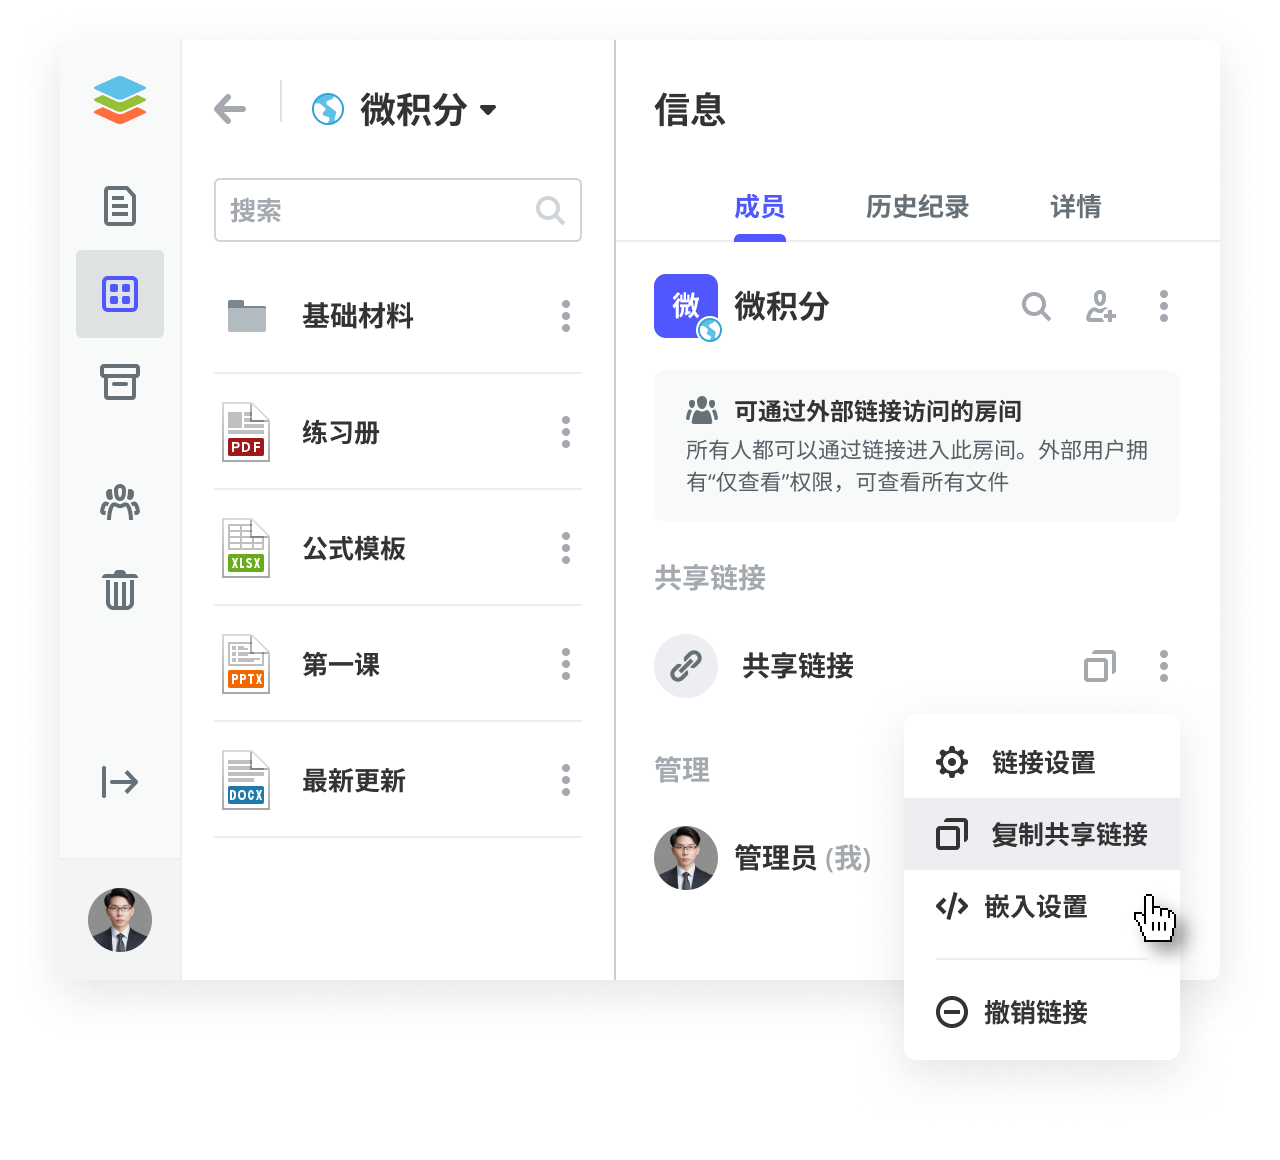 微积分
搜索
基础材料
PDF
练习册
XLSX
公式模板
PPTX
第一课
DOCX
最新更新
信息
成员
历史纪录
详情
微
微积分
可通过外部链接访问的房间
所有人都可以通过链接进入此房间。外部用户拥
有“仅查看”权限，可查看所有文件
共享链接
共享链接
管理
管理员 (我)
链接设置
复制共享链接
嵌入设置
撤销链接